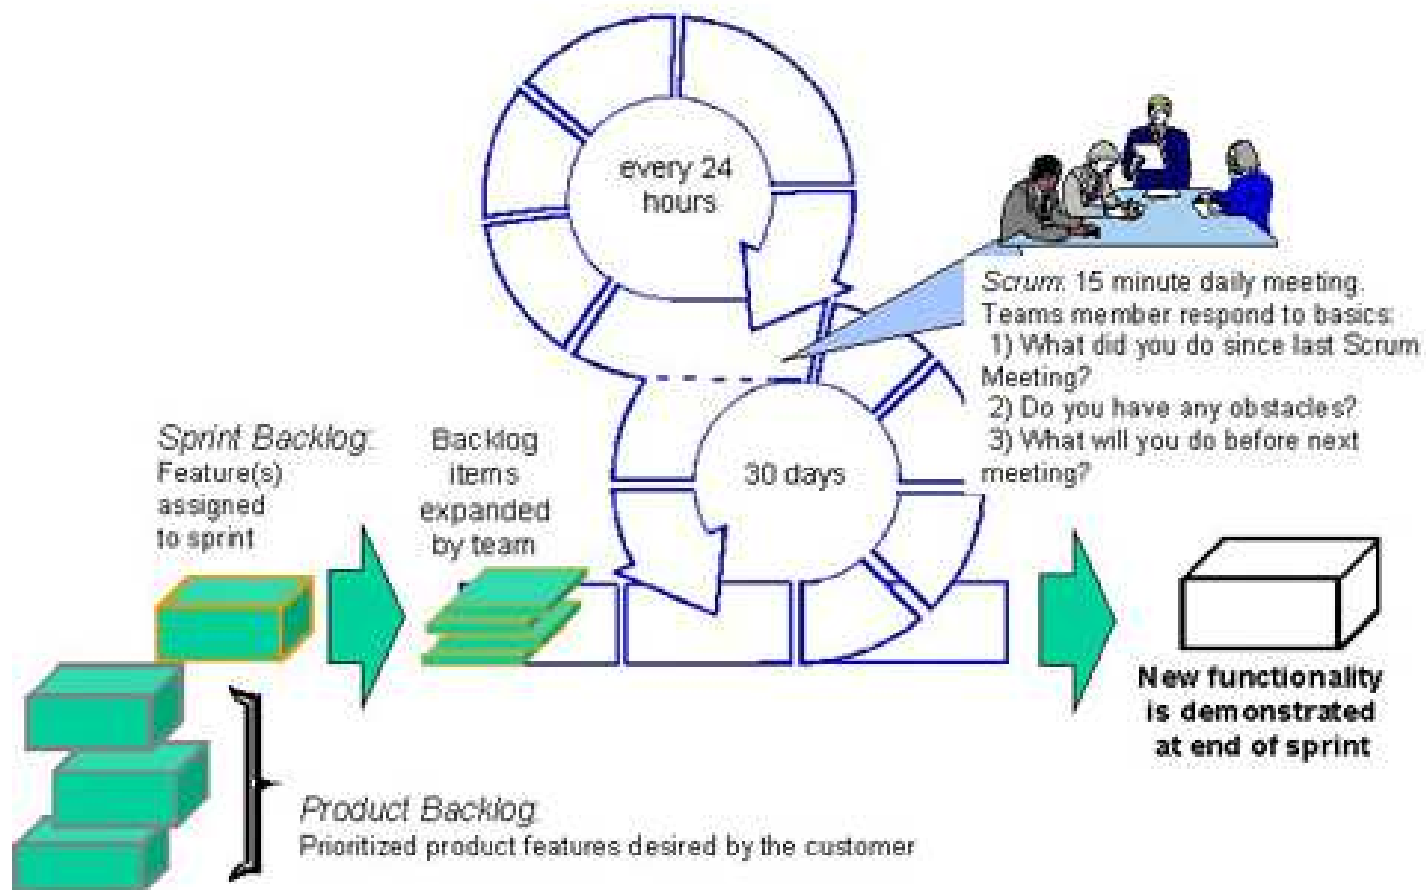 every 24
hours
Scrum: 15 minute daily meeting.
Teams member respond to basics:
1) What did you do since last Scrum
Meeting?
2) Do you have any obstacles?
3) What will you do before next
meeting?
30 days
Sprint Backlog:
Feature(s)
assigned
to sprint
Backlog
items
expanded
by team
New functionality
is demonstrated
at end of sprint
Product Backlog:
Prioritized product features desired by the customer